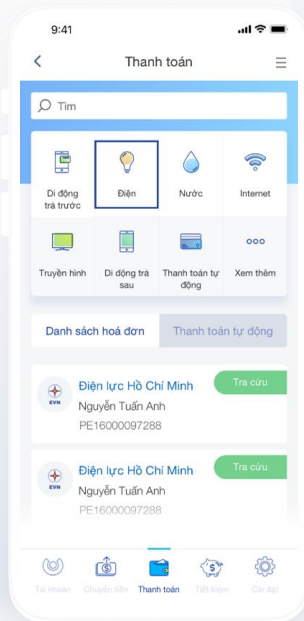 9:41
Thanh toán
Tìm
Di động
trả trước
Điện
Nước
Internet
Truyền hình
Di động trả
sau
Thanh toán tự
động
Xem thêm
Danh sách hoá đơn
Thanh toán tự động
EVN
Điện lực Hồ Chí Minh
Tra cứu
Nguyễn Tuấn Anh
PE16000097288
EVN
Điện lực Hồ Chí Minh
Tra cứu
Nguyễn Tuấn Anh
PE16000097288
Tài khoản
Chuyển tiền
Thanh toán
Tiết kiệm
Cài đặt